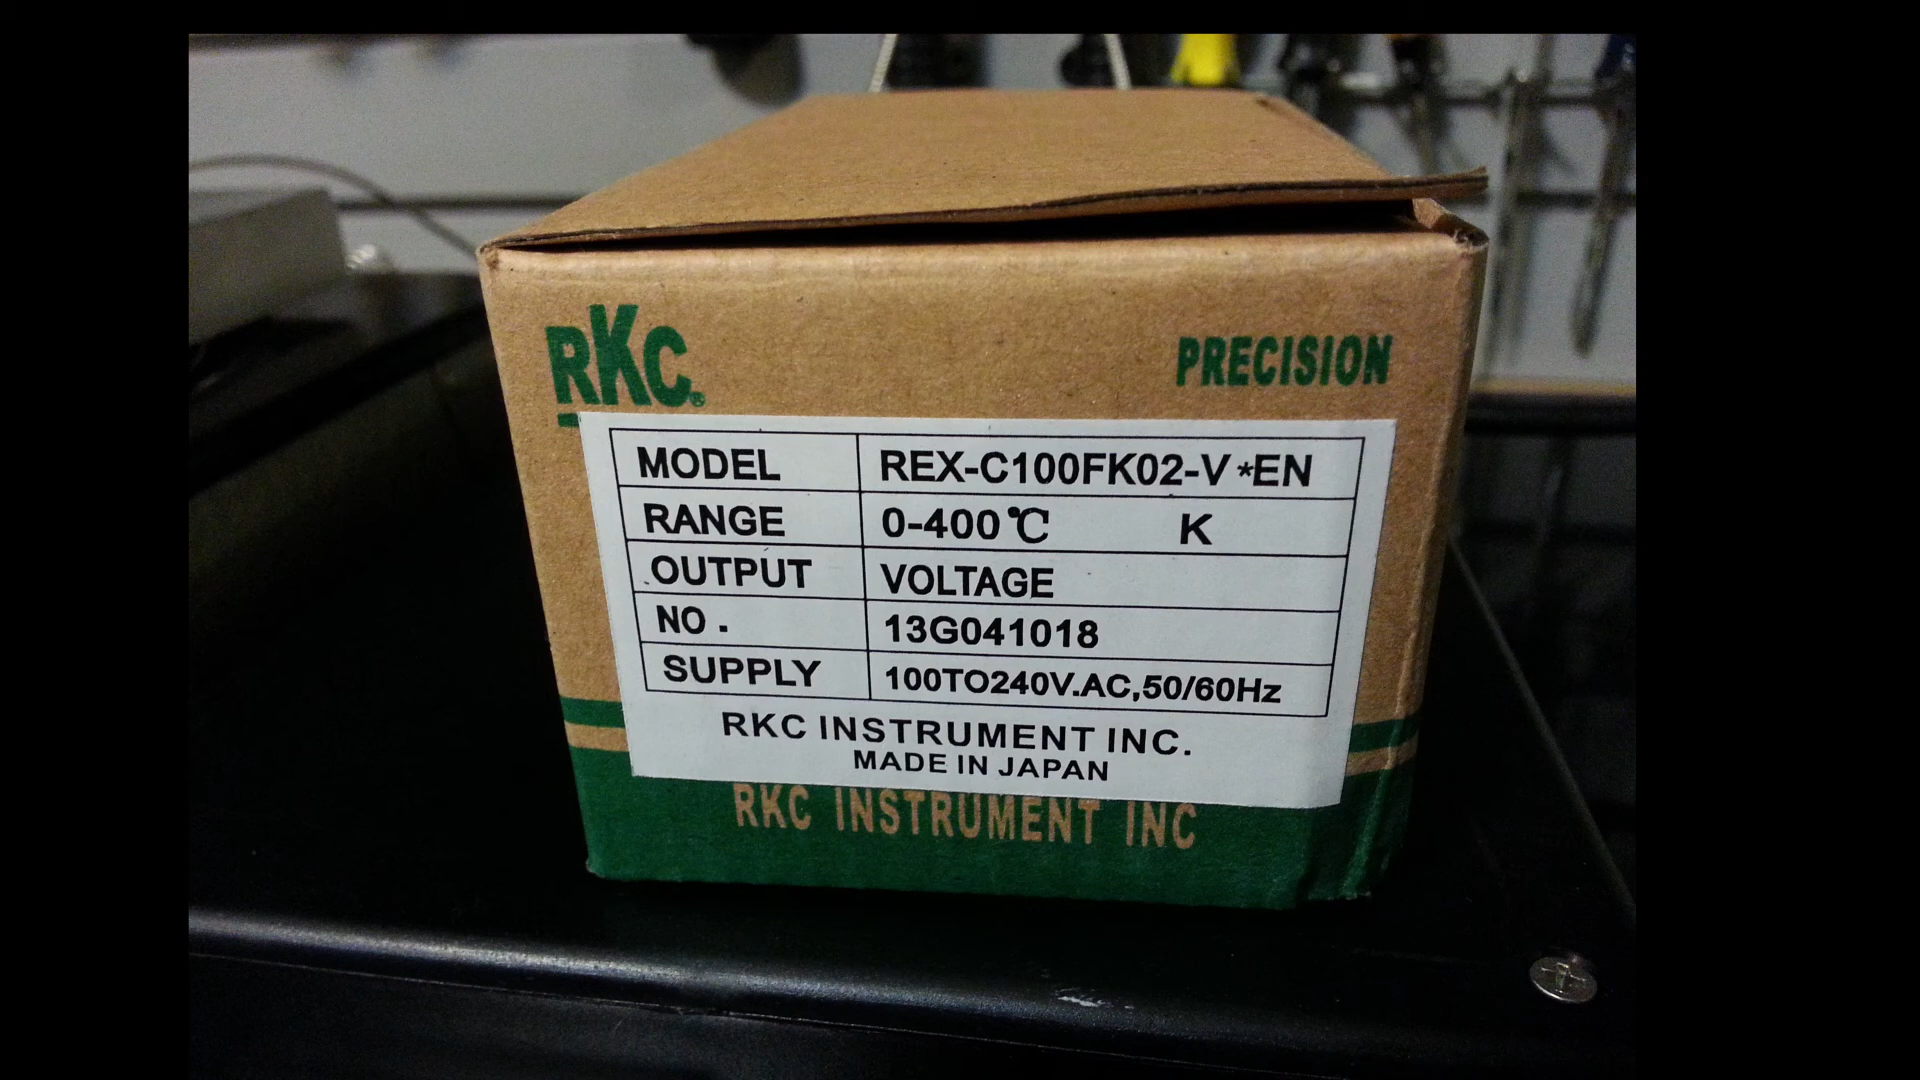 RKC®
PRECISION
MODEL REX-C100FK02-V*EN
RANGE 0-400℃ K
OUTPUT VOLTAGE
NO. 13G041018
SUPPLY 100TO240V.AC,50/60Hz
RKC INSTRUMENT INC.
MADE IN JAPAN
RKC INSTRUMENT INC